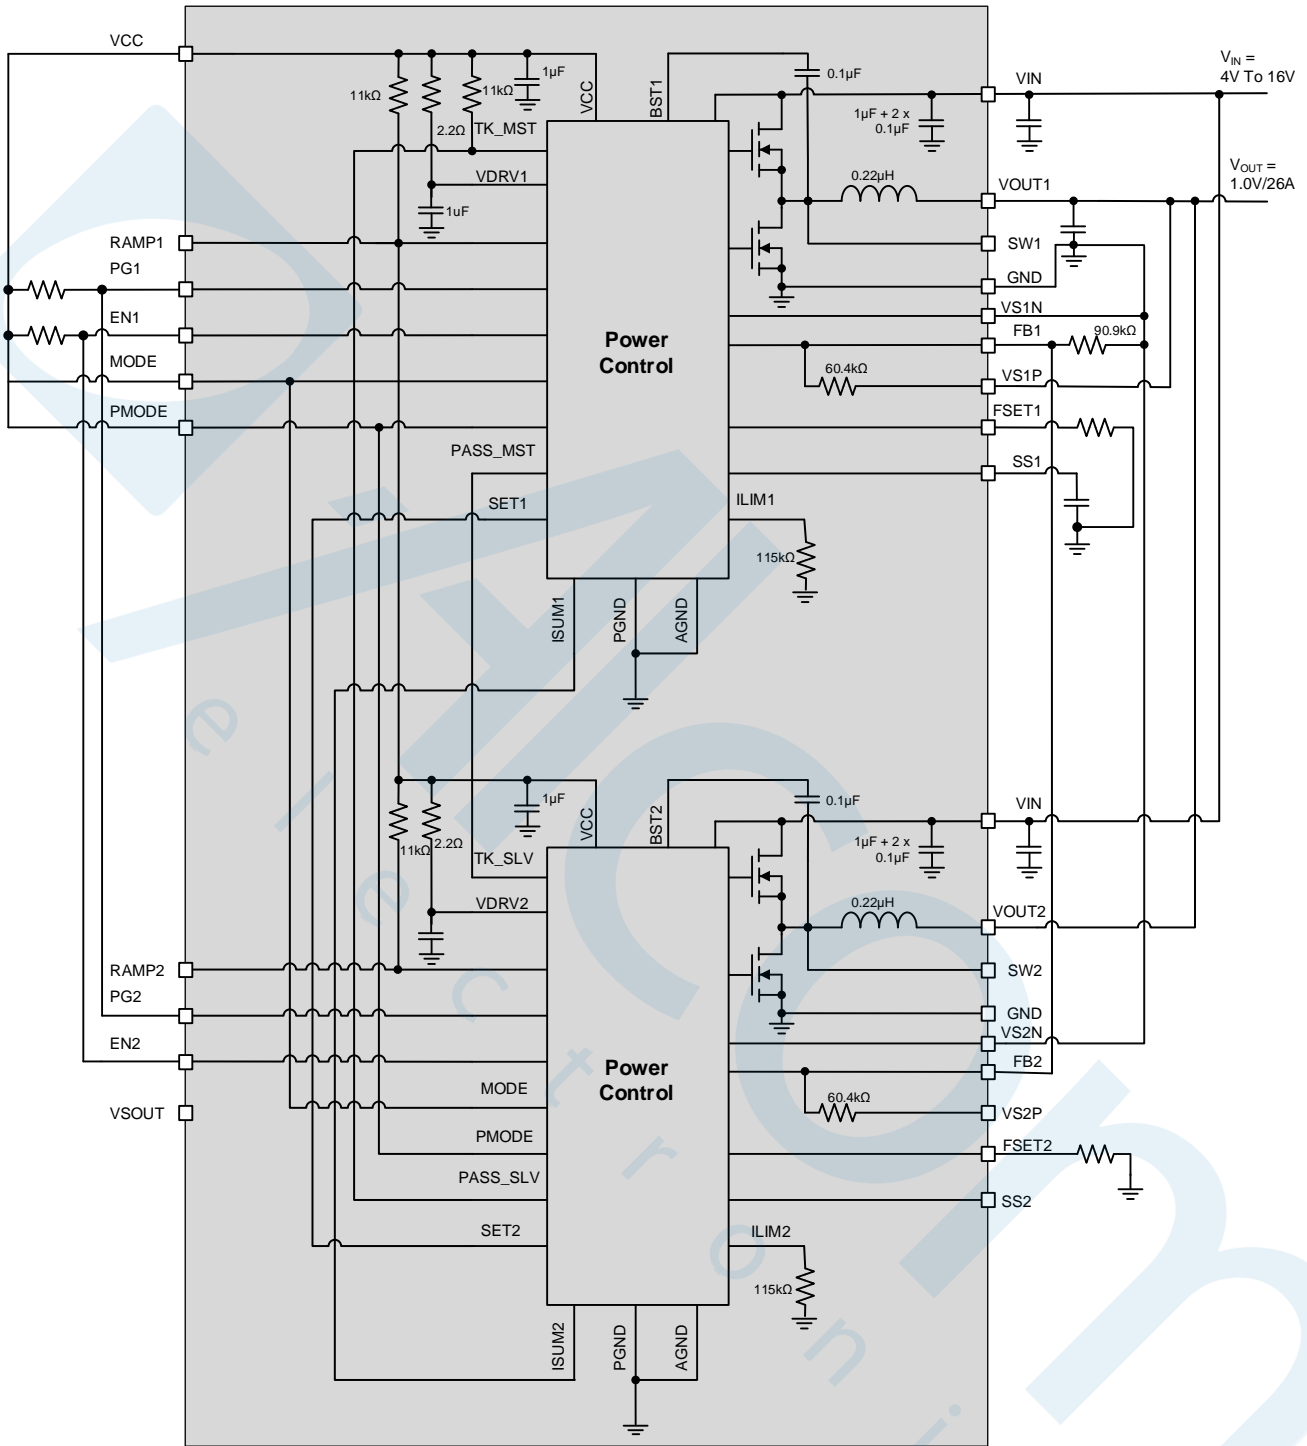 VCC
1µF
0.1µF
VIN
V_IN =
4V To 16V
11kΩ
11kΩ
VCC
BST1
1µF + 2 x
0.1µF
2.2Ω
TK_MST
VDRV1
0.22µH
VOUT1
V_OUT =
1.0V/26A
1uF
RAMP1
SW1
PG1
GND
EN1
VS1N
Power
Control
FB1
90.9kΩ
MODE
60.4kΩ
VS1P
PMODE
FSET1
PASS_MST
SS1
SET1
ILIM1
115kΩ
ISUM1
PGND
AGND
1µF
0.1µF
VIN
VCC
BST2
11kΩ
2.2Ω
1µF + 2 x
0.1µF
TK_SLV
VDRV2
0.22µH
VOUT2
RAMP2
SW2
PG2
GND
VS2N
EN2
FB2
Power
Control
MODE
60.4kΩ
VSOUT
VS2P
PMODE
FSET2
PASS_SLV
SS2
SET2
ILIM2
115kΩ
ISUM2
PGND
AGND
e l e c t r o n i